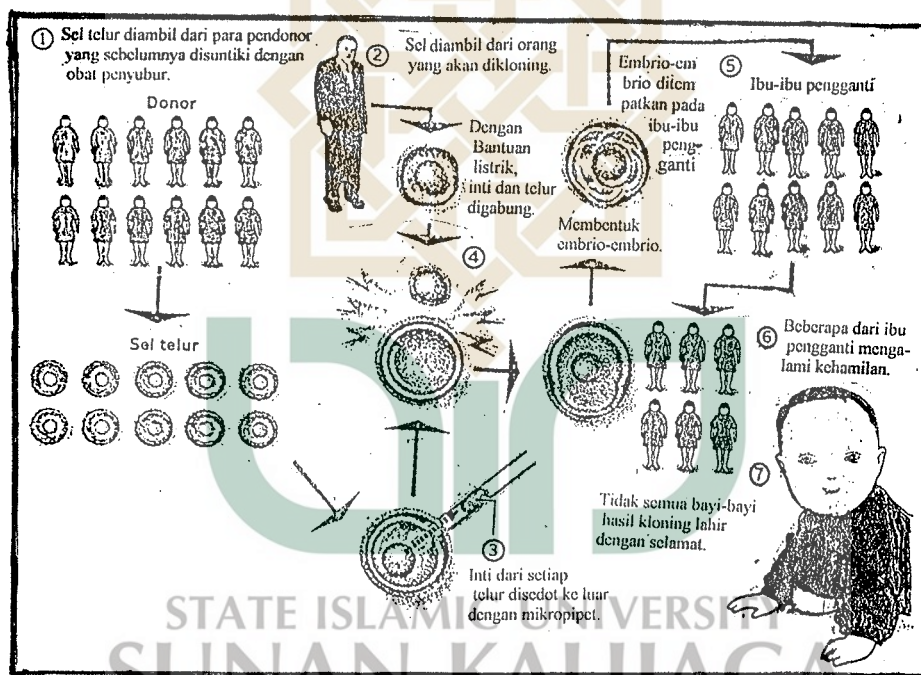 ① Sel telur diambil dari para pendonor
yang sebelumnya disuntiki dengan
obat penyubur.
Donor
Sel telur
② Sel diambil dari orang
yang akan dikloning.
③
Inti dari setiap
telur disedot ke luar
dengan mikropipet.
④
Dengan
Bantuan
listrik,
inti dan telur
digabung.
Membentuk
embrio-embrio.
Embrio-em
brio ditem
patkan pada
ibu-ibu
peng-
ganti
⑤
Ibu-ibu pengganti
⑥ Beberapa dari ibu
pengganti menga-
lami kehamilan.
⑦
Tidak semua bayi-bayi
hasil kloning lahir
dengan selamat.
STATE ISLAMIC UNIVERSITY
SUNAN KALIJAGA